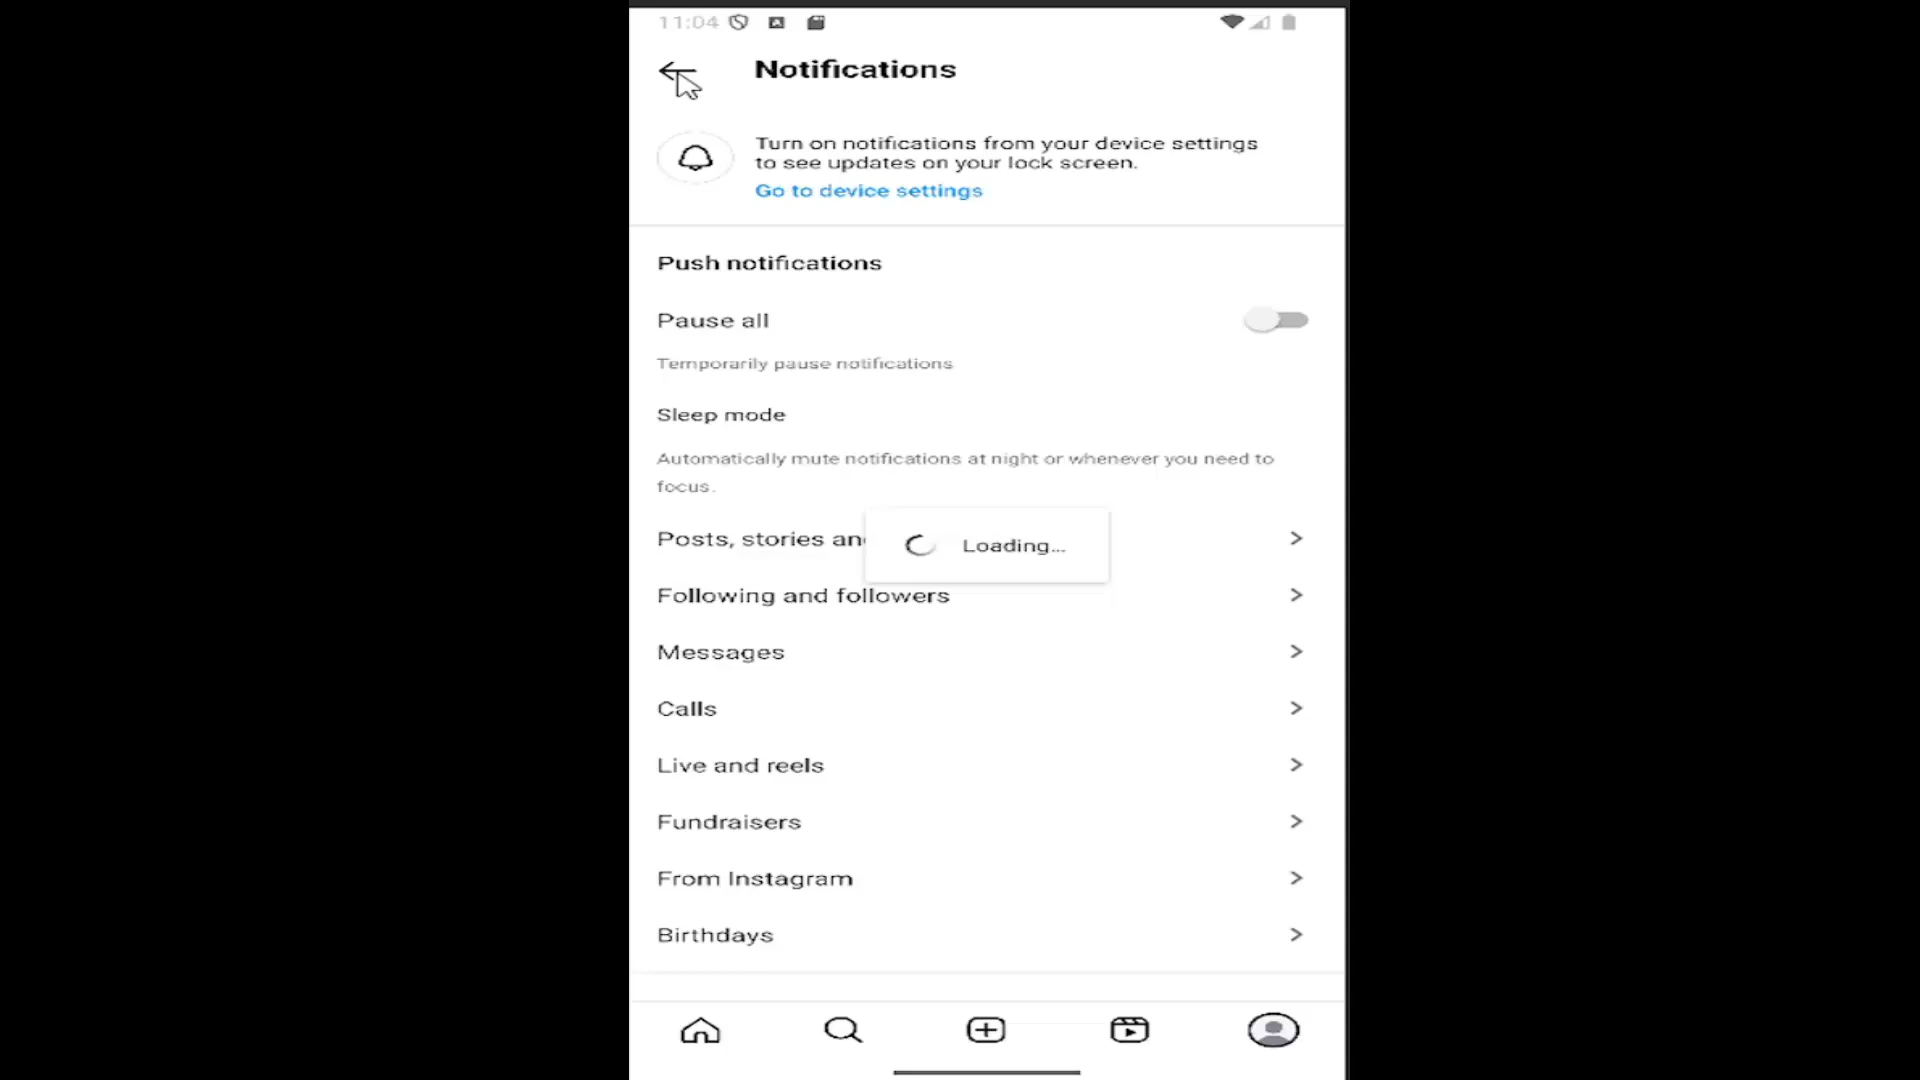 11:04
Notifications
Turn on notifications from your device settings
to see updates on your lock screen.
Go to device settings
Push notifications
Pause all
Temporarily pause notifications
Sleep mode
Automatically mute notifications at night or whenever you need to
focus.
Posts, stories an
Loading...
Following and followers
Messages
Calls
Live and reels
Fundraisers
From Instagram
Birthdays